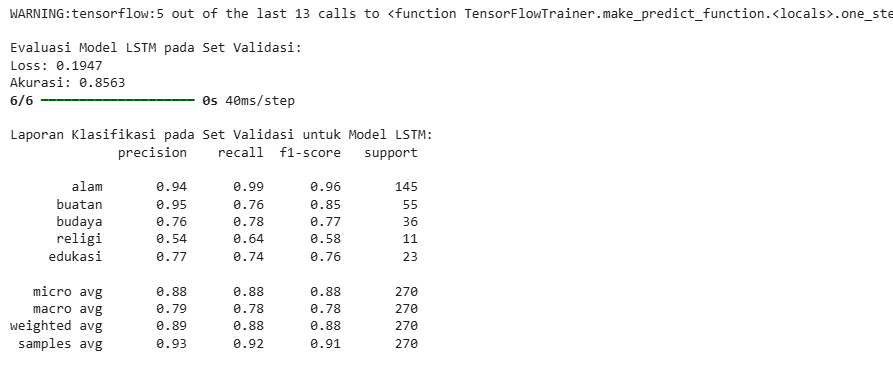 WARNING:tensorflow:5 out of the last 13 calls to <function TensorFlowTrainer.make_predict_function.<locals>.one_ste
Evaluasi Model LSTM pada Set Validasi:
Loss: 0.1947
Akurasi: 0.8563
6/6 ━━━━━━━━━━━━━━━━━━━━ 0s 40ms/step
Laporan Klasifikasi pada Set Validasi untuk Model LSTM:
precision recall f1-score support
alam 0.94 0.99 0.96 145
buatan 0.95 0.76 0.85 55
budaya 0.76 0.78 0.77 36
religi 0.54 0.64 0.58 11
edukasi 0.77 0.74 0.76 23
micro avg 0.88 0.88 0.88 270
macro avg 0.79 0.78 0.78 270
weighted avg 0.89 0.88 0.88 270
samples avg 0.93 0.92 0.91 270